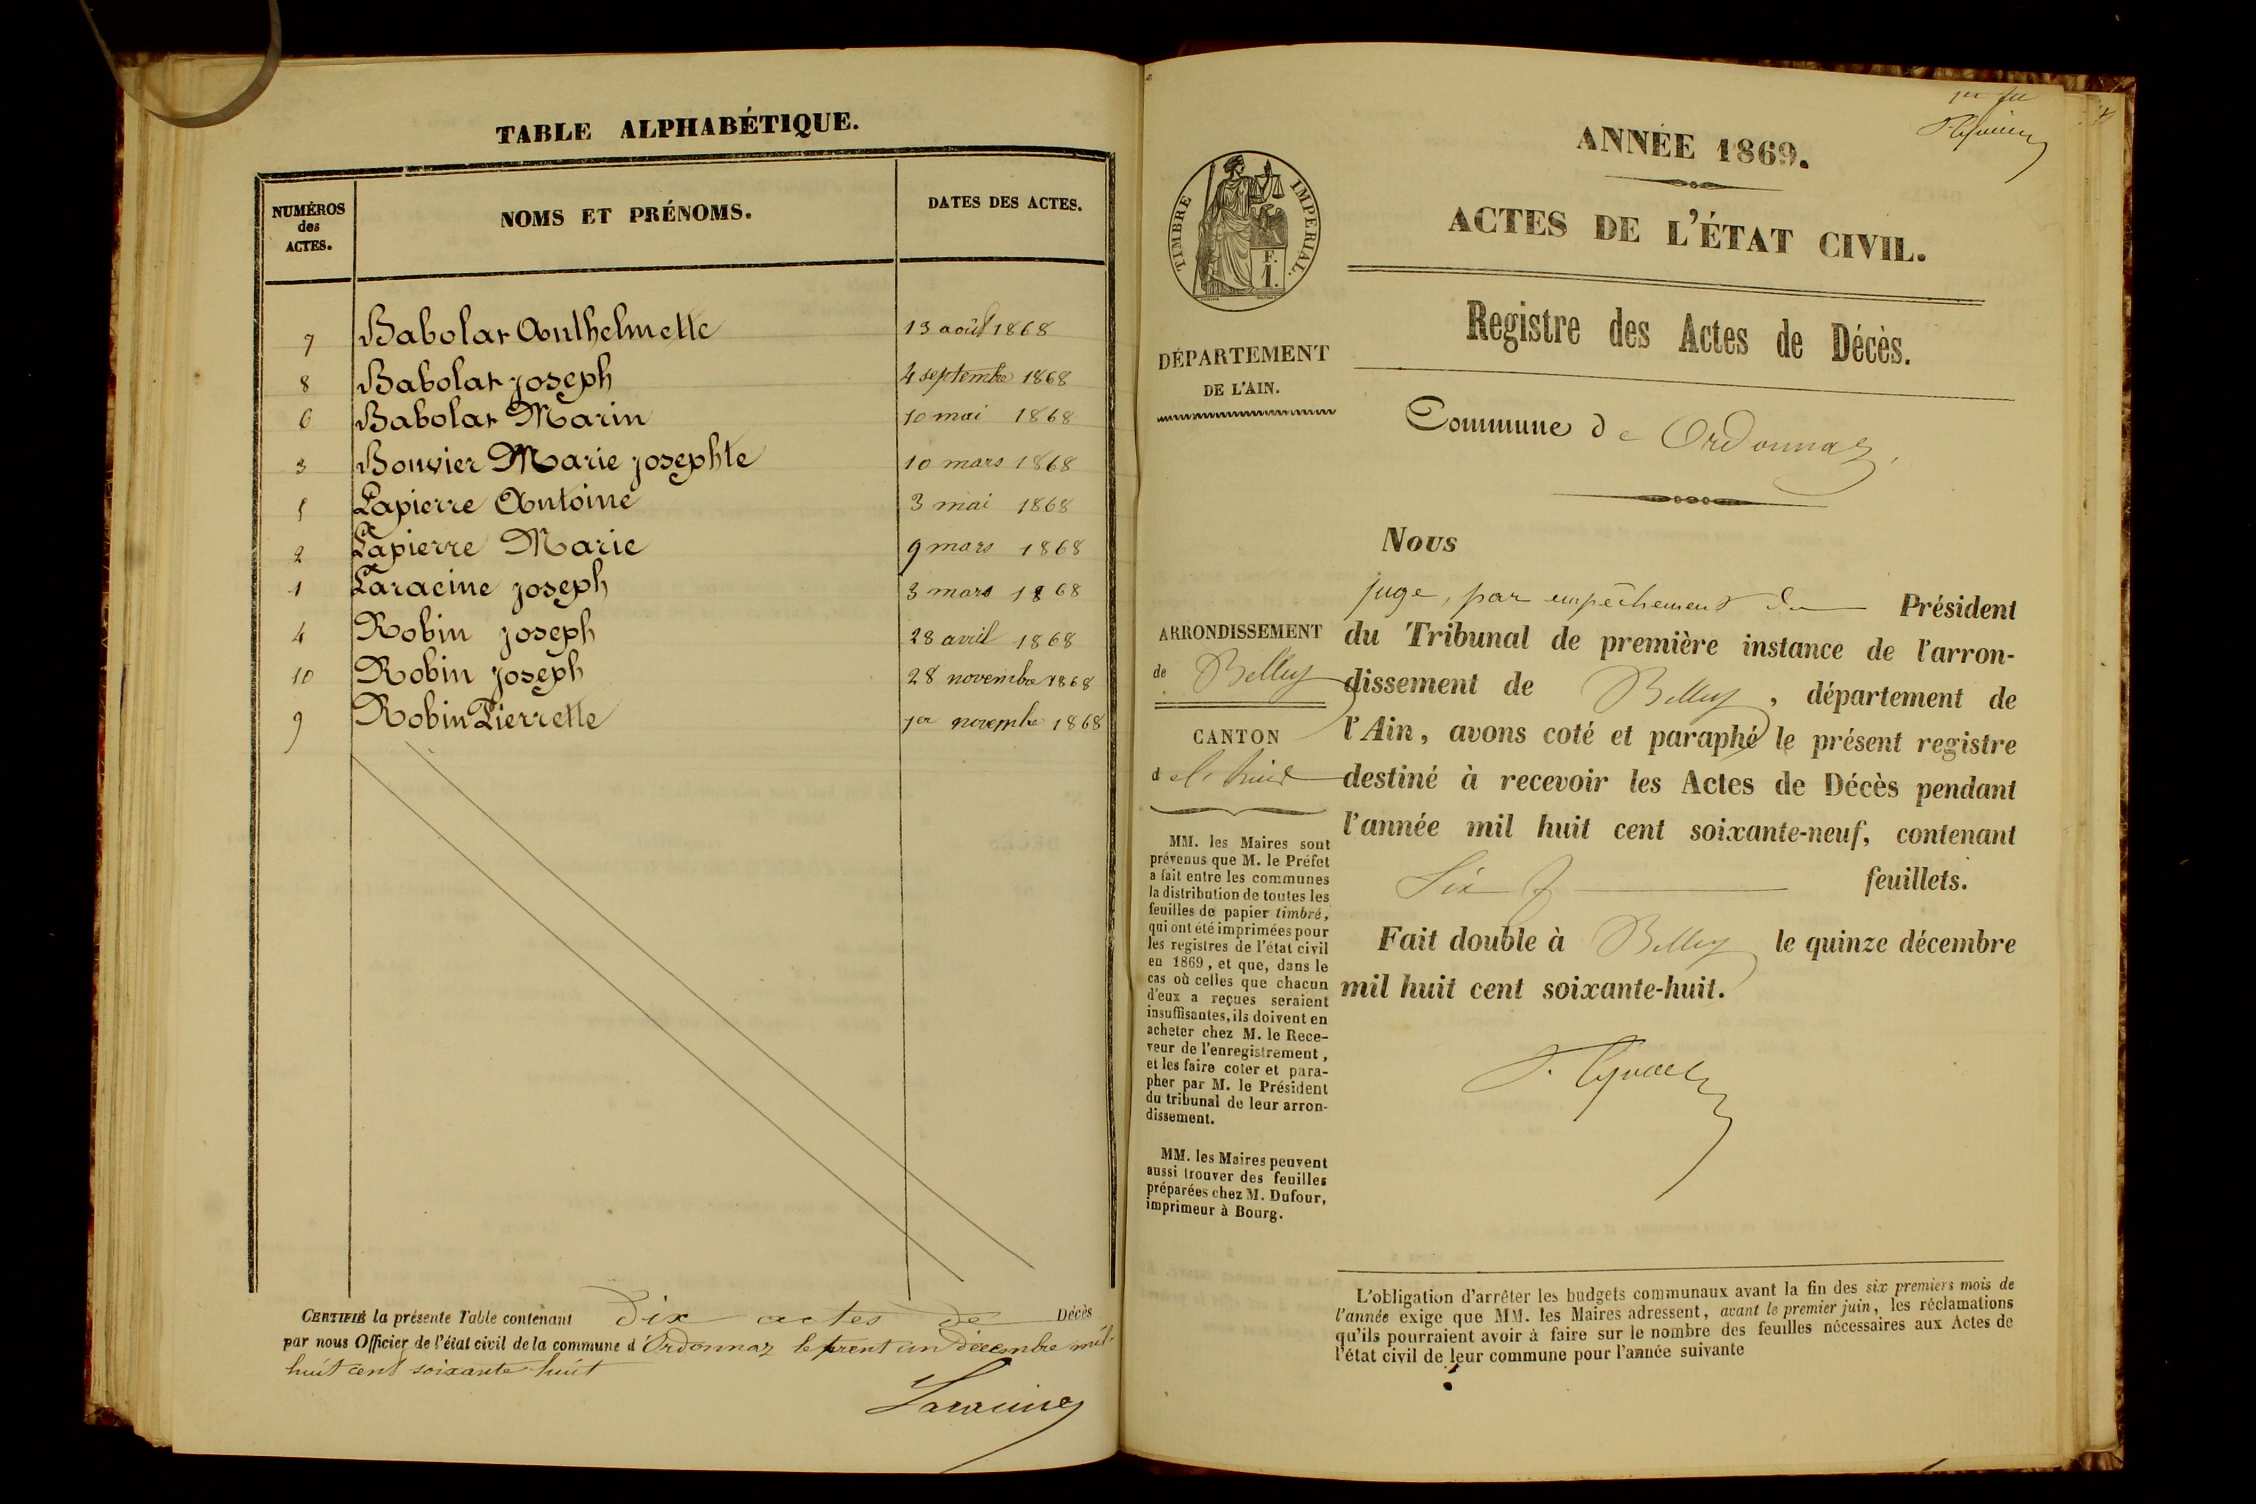 TABLE ALPHABÉTIQUE.
NUMÉROS
des
ACTES.
NOMS ET PRÉNOMS.
DATES DES ACTES.
7 Babolat Anthelmette 13 août 1868
8 Babolat Joseph 4 septembre 1868
6 Babolat Marin 10 mai 1868
3 Bouvier Marie Josephte 10 mars 1868
5 Lapierre Antoine 3 mai 1868
2 Lapierre Marie 9 mars 1868
1 Laracine Joseph 3 mars 1868
4 Robin Joseph 28 avril 1868
10 Robin Joseph 28 novembre 1868
9 Robin Pierrette 1er novembre 1868
CERTIFIÉ la présente Table contenant dix actes de Décès
par nous Officier de l'état civil de la commune d'Ordonnaz le trent un décembre mil
huit cent soixante huit
Laracine
ANNÉE 1869.
ACTES DE L'ÉTAT CIVIL.
TIMBRE IMPERIAL.
F.
1.
Registre des Actes de Décès.
DÉPARTEMENT
DE L'AIN.
Commune de Ordonnaz,
ARRONDISSEMENT
de Belley
CANTON
MM. les Maires sont
prévenus que M. le Préfet
a fait entre les communes
la distribution de toutes les
feuilles de papier timbré,
qui ont été imprimées pour
les registres de l'état civil
en 1869, et que, dans le
cas où celles que chacun
d'eux a reçues seraient
insuffisantes, ils doivent en
acheter chez M. le Rece-
veur de l'enregistrement,
et les faire coter et para-
pher par M. le Président
du tribunal de leur arron-
dissement.
MM. les Maires peuvent
aussi trouver des feuilles
préparées chez M. Dufour,
imprimeur à Bourg.
Nous
juge, par empêchement du Président
du Tribunal de première instance de l'arron-
dissement de Belley, département de
l'Ain, avons coté et paraphé le présent registre
destiné à recevoir les Actes de Décès pendant
l'année mil huit cent soixante-neuf, contenant
Six feuillets.
Fait double à Belley le quinze décembre
mil huit cent soixante-huit.
L'obligation d'arrêter les budgets communaux avant la fin des six premiers mois de
l'année exige que MM. les Maires adressent, avant le premier juin, les réclamations
qu'ils pourraient avoir à faire sur le nombre des feuilles nécessaires aux Actes de
l'état civil de leur commune pour l'année suivante